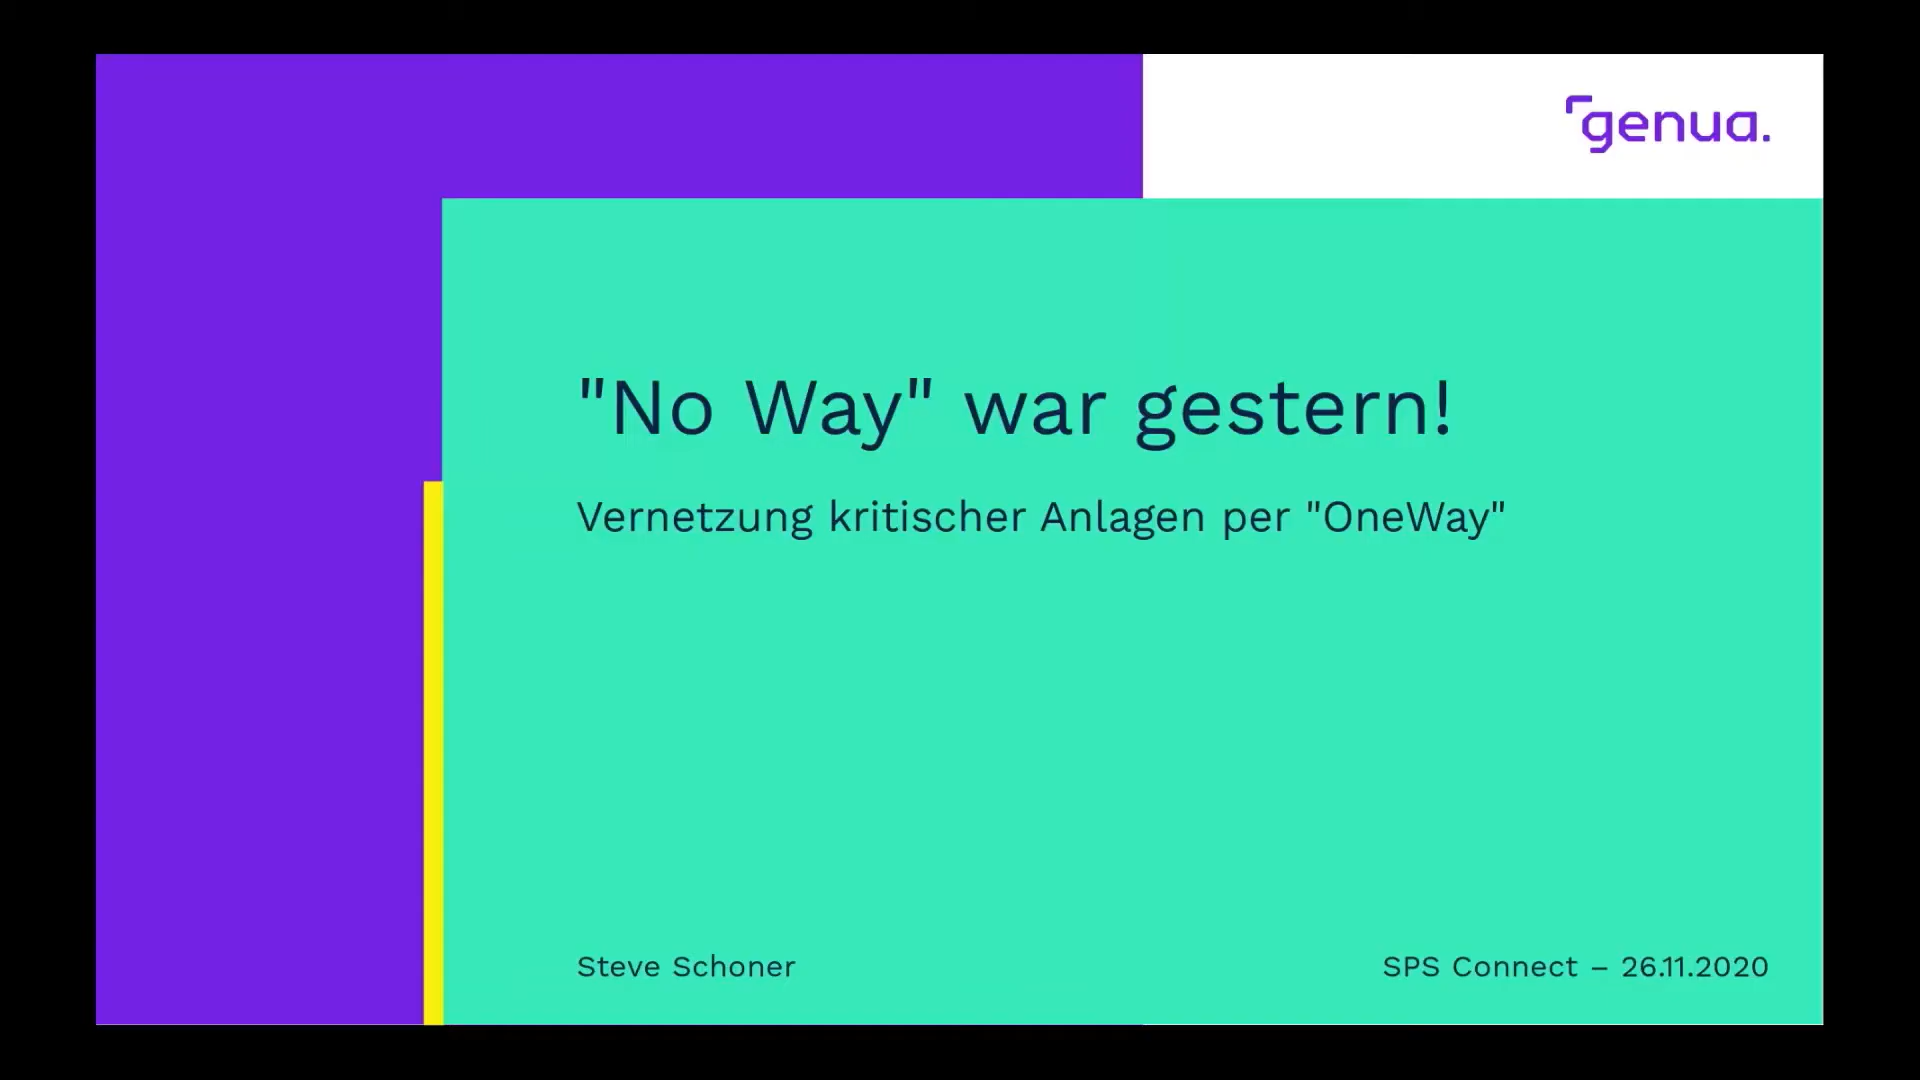 genua.
"No Way" war gestern!
Vernetzung kritischer Anlagen per "OneWay"
Steve Schoner
SPS Connect – 26.11.2020